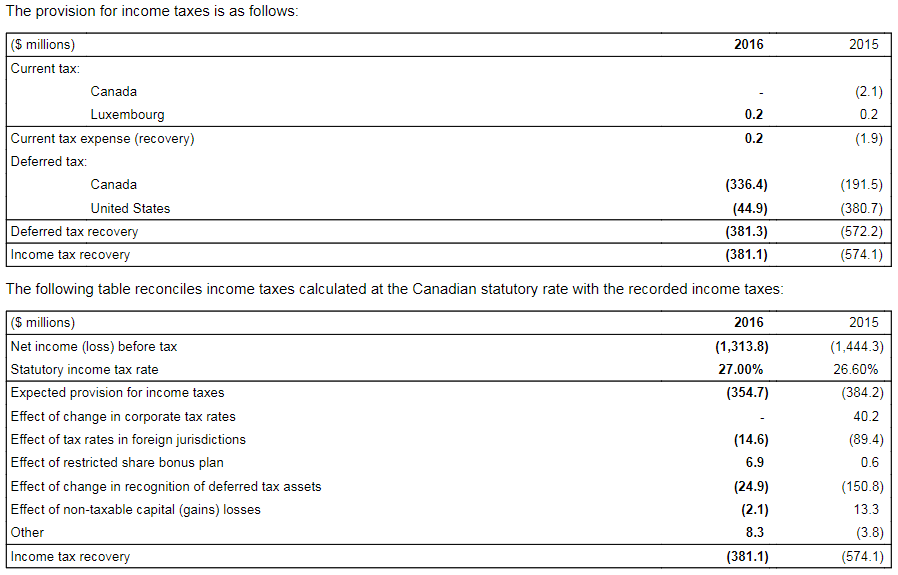 The provision for income taxes is as follows:
($ millions) 2016 2015
Current tax:
Canada - (2.1)
Luxembourg 0.2 0.2
Current tax expense (recovery) 0.2 (1.9)
Deferred tax:
Canada (336.4) (191.5)
United States (44.9) (380.7)
Deferred tax recovery (381.3) (572.2)
Income tax recovery (381.1) (574.1)
The following table reconciles income taxes calculated at the Canadian statutory rate with the recorded income taxes:
($ millions) 2016 2015
Net income (loss) before tax (1,313.8) (1,444.3)
Statutory income tax rate 27.00% 26.60%
Expected provision for income taxes (354.7) (384.2)
Effect of change in corporate tax rates - 40.2
Effect of tax rates in foreign jurisdictions (14.6) (89.4)
Effect of restricted share bonus plan 6.9 0.6
Effect of change in recognition of deferred tax assets (24.9) (150.8)
Effect of non-taxable capital (gains) losses (2.1) 13.3
Other 8.3 (3.8)
Income tax recovery (381.1) (574.1)